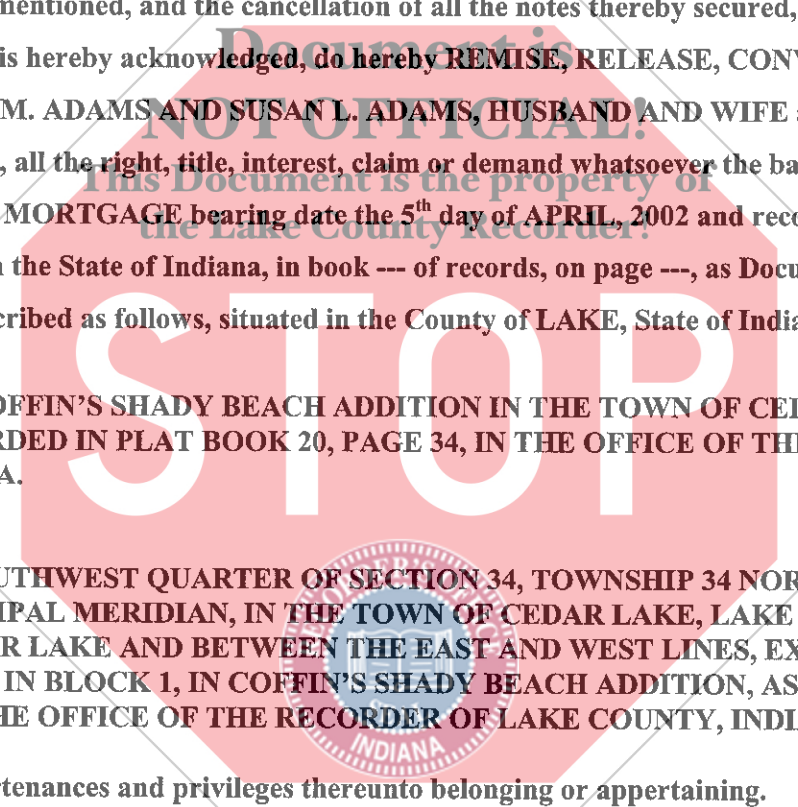 mentioned, and the cancellation of all the notes thereby secured,
Document is
is hereby acknowledged, do hereby REMISE, RELEASE, CONV
NOT OFFICIAL!
M. ADAMS AND SUSAN L. ADAMS, HUSBAND AND WIFE
, all the right, title, interest, claim or demand whatsoever the ba
This Document is the property of
MORTGAGE bearing date the 5th day of APRIL, 2002 and reco
the Lake County Recorder!
the State of Indiana, in book --- of records, on page ---, as Docu
cribed as follows, situated in the County of LAKE, State of India
STOP
OFFIN'S SHADY BEACH ADDITION IN THE TOWN OF CE
RDED IN PLAT BOOK 20, PAGE 34, IN THE OFFICE OF THE
A.
UTHWEST QUARTER OF SECTION 34, TOWNSHIP 34 NOR
IPAL MERIDIAN, IN THE TOWN OF CEDAR LAKE, LAKE
R LAKE AND BETWEEN THE EAST AND WEST LINES, EX
IN BLOCK 1, IN COFFIN'S SHADY BEACH ADDITION, AS
HE OFFICE OF THE RECORDER OF LAKE COUNTY, INDI
SEAL
INDIANA
rtenances and privileges thereunto belonging or appertaining.